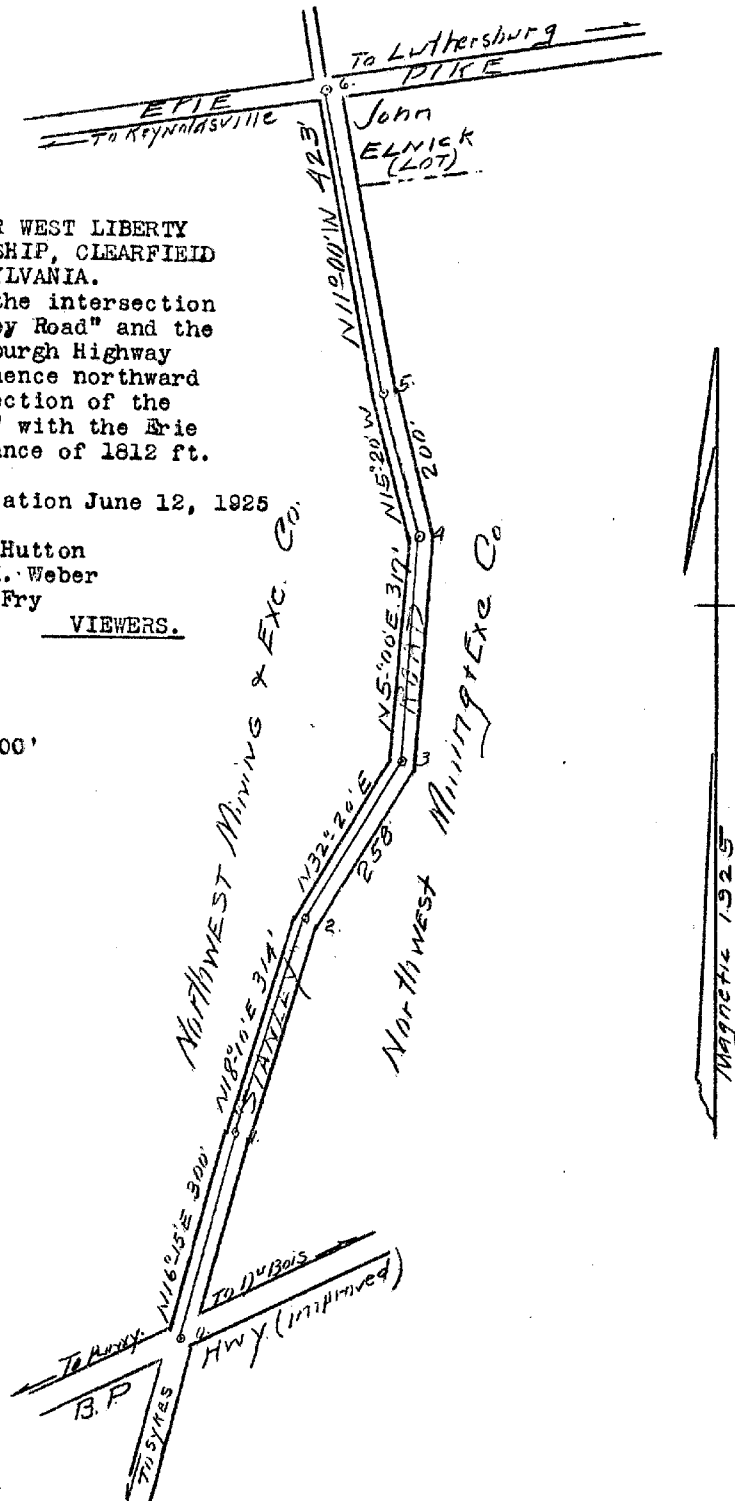 To Luthersburg
PIKE
ERIE
To Reynoldsville
6.
John
ELNICK
(LOT)
N11°00'W 423'
R WEST LIBERTY
SHIP, CLEARFIELD
YLVANIA.
the intersection
ey Road" and the
burgh Highway
hence northward
ection of the
" with the Erie
ance of 1812 ft.
ation June 12, 1925
Hutton
. Weber
Fry
VIEWERS.
00'
5.
N15°20'W
200'
4
N5°00'E 317'
ROAD
3
NorthWEST Mining & Exc. Co.
NorthWest Mining & Exc Co
N32°20'E
258'
2.
N18°10'E 314'
STANLEY
1.
N16°15'E 300'
0.
To DuBois
HWY. (improved)
B.P.
To SYKES
Magnetic 1925